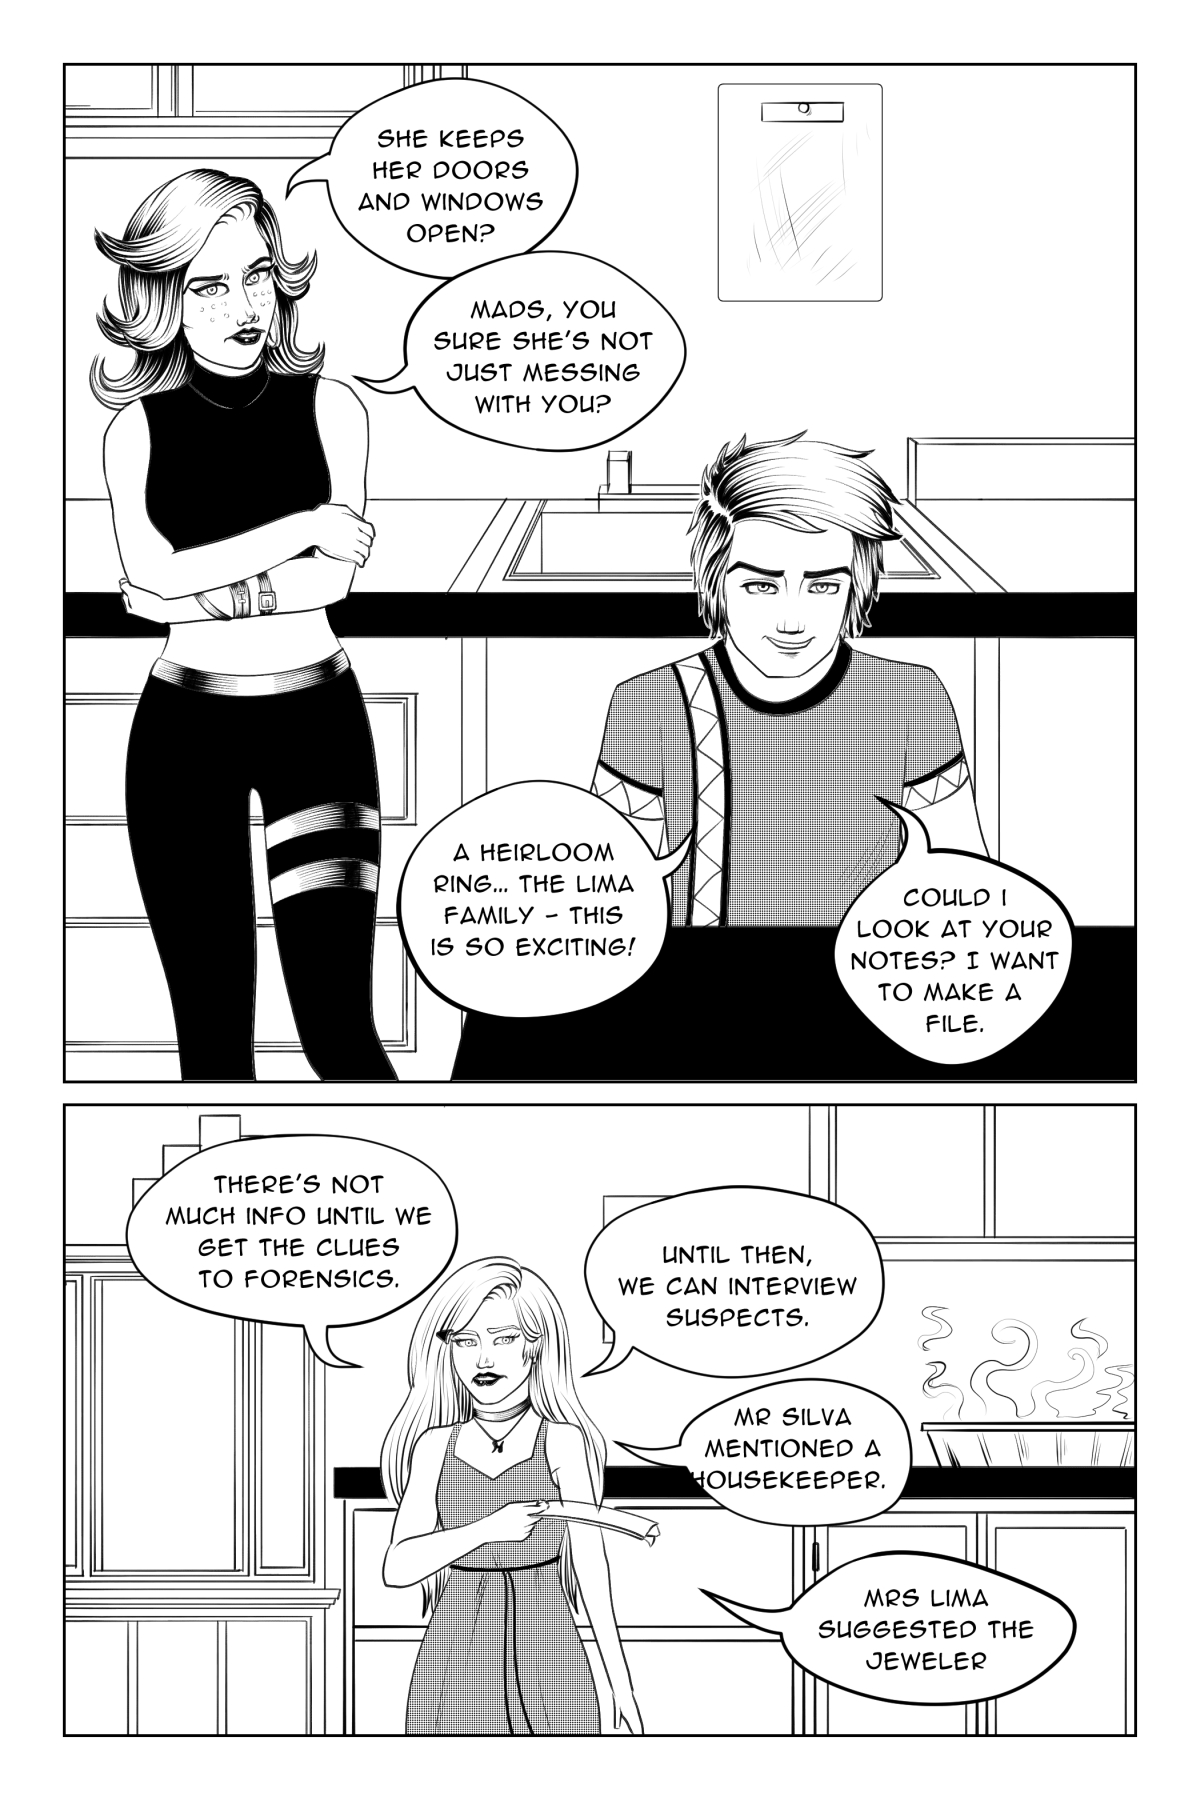 SHE KEEPS
HER DOORS
AND WINDOWS
OPEN?
MADS, YOU
SURE SHE'S NOT
JUST MESSING
WITH YOU?
A HEIRLOOM
RING... THE LIMA
FAMILY - THIS
IS SO EXCITING!
COULD I
LOOK AT YOUR
NOTES? I WANT
TO MAKE A
FILE.
THERE'S NOT
MUCH INFO UNTIL WE
GET THE CLUES
TO FORENSICS.
UNTIL THEN,
WE CAN INTERVIEW
SUSPECTS.
MR SILVA
MENTIONED A
HOUSEKEEPER.
MRS LIMA
SUGGESTED THE
JEWELER